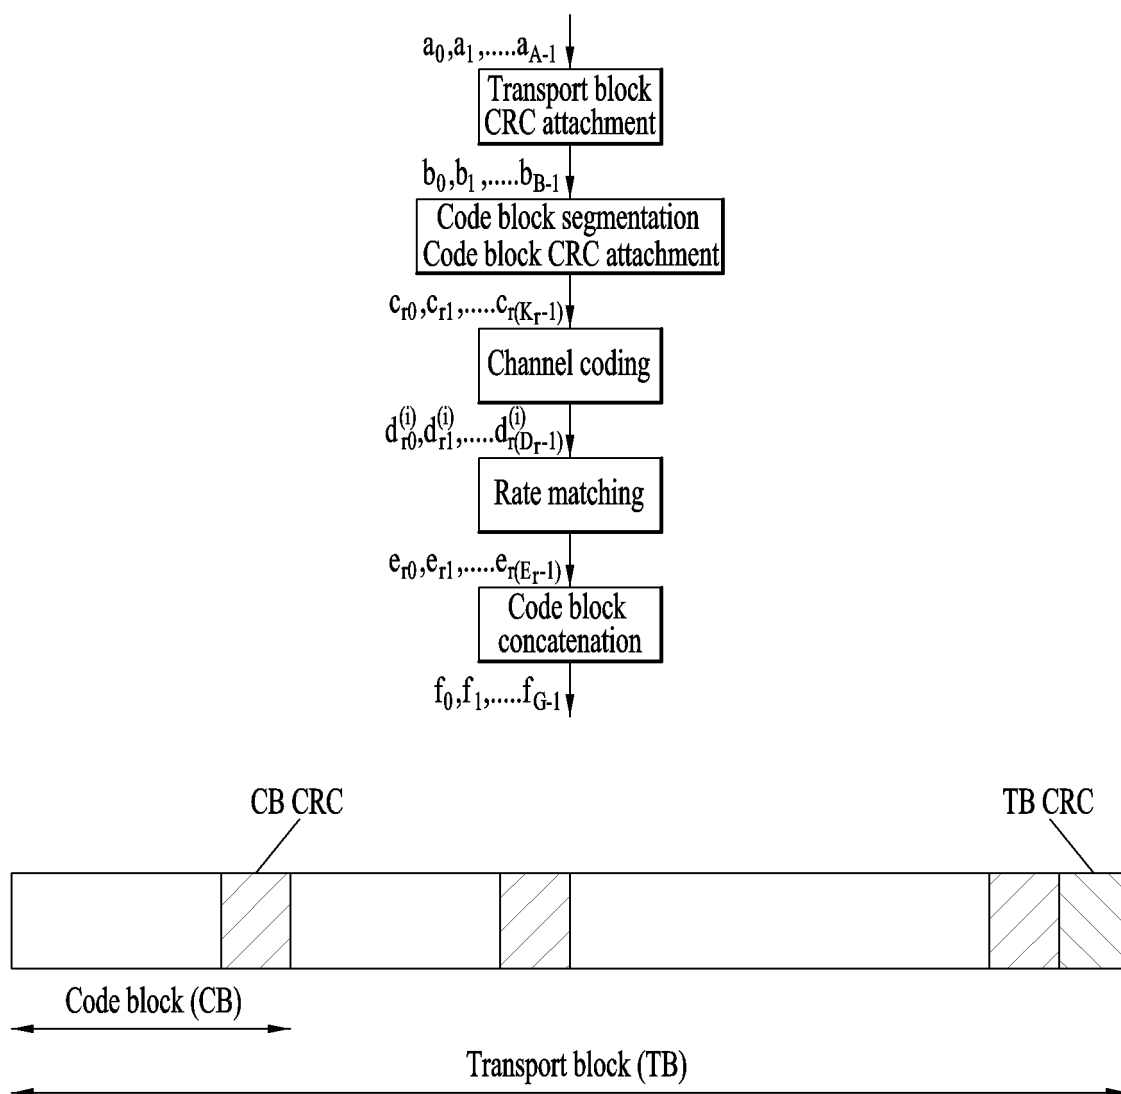 a0,a1,.....aA-1
Transport block
CRC attachment
b0,b1,.....bB-1
Code block segmentation
Code block CRC attachment
cr0,cr1,.....cr(Kr-1)
Channel coding
d(i)r0,d(i)r1,.....d(i)r(Dr-1)
Rate matching
er0,er1,.....er(Er-1)
Code block
concatenation
f0,f1,.....fG-1
CB CRC
TB CRC
Code block (CB)
Transport block (TB)